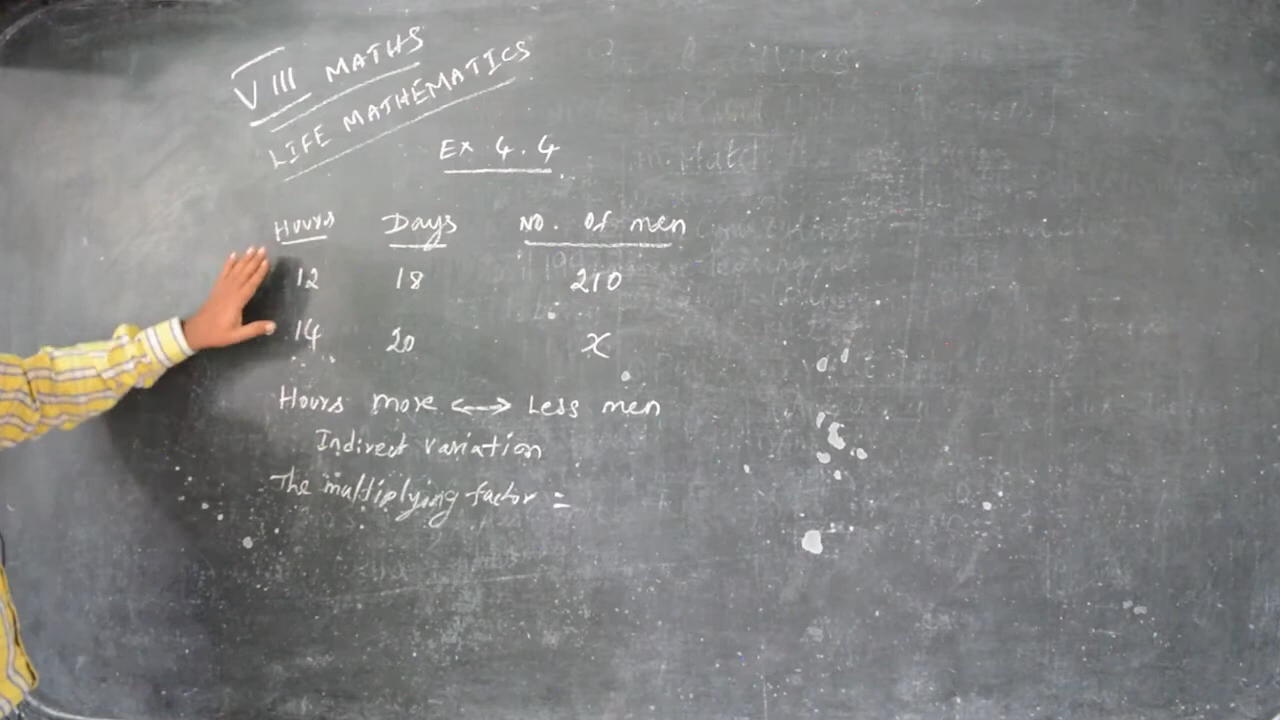 VIII MATHS
LIFE MATHEMATICS
Ex 4.4
Hours Days No. of men
12 18 210
14 20 x
Hours more ↔ Less men
Indirect variation
The multiplying factor =